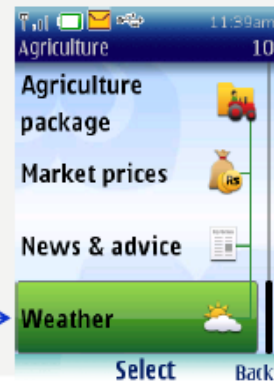 11:39am
Agriculture 10
Agriculture
package
Market prices
Rs
News & advice
Weather
Select Back